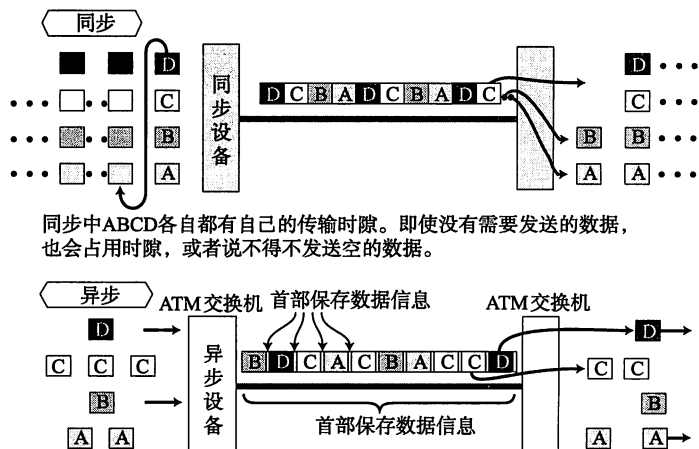 同步
D
C
B
A
同步设备
D C B A D C B A D C
D
C
B B
A A
同步中ABCD各自都有自己的传输时隙。即使没有需要发送的数据，
也会占用时隙，或者说不得不发送空的数据。
异步
ATM交换机 首部保存数据信息 ATM交换机
D
C C C
B
A A
异步设备
B D C A C B A C C D
首部保存数据信息
D
C C
B
A A